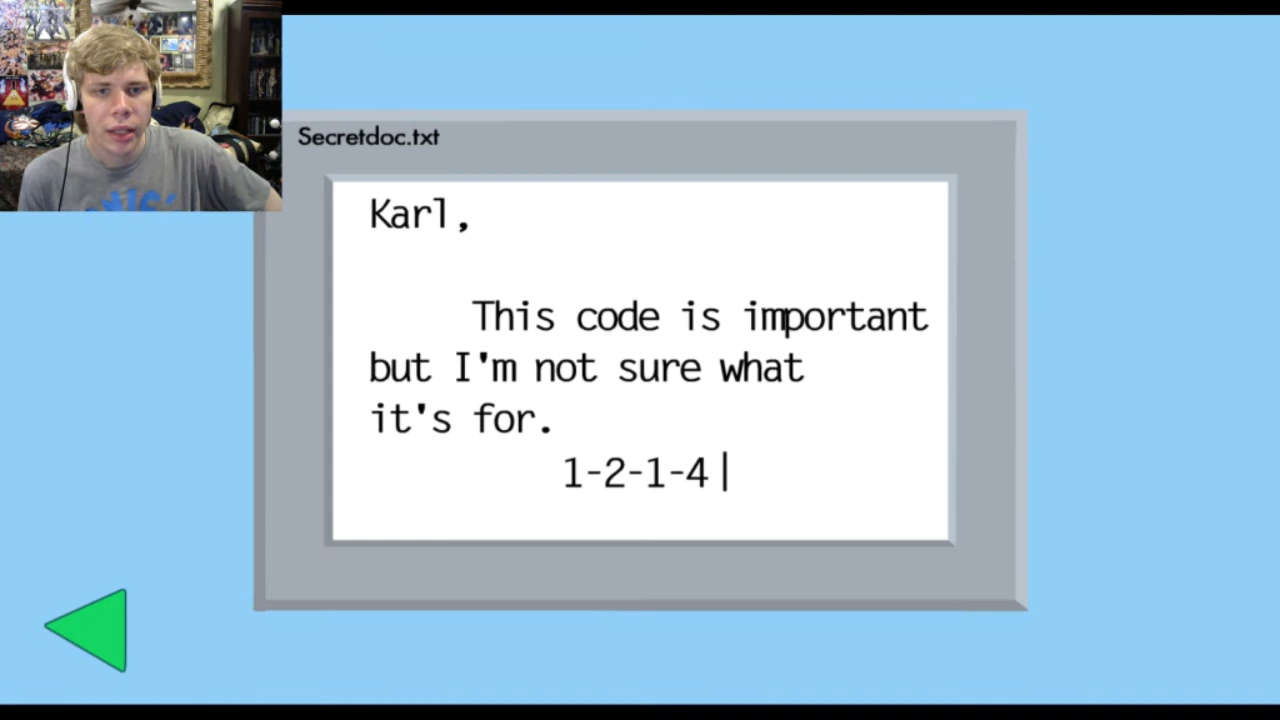 Secretdoc.txt
Karl,
This code is important
but I'm not sure what
it's for.
1-2-1-4